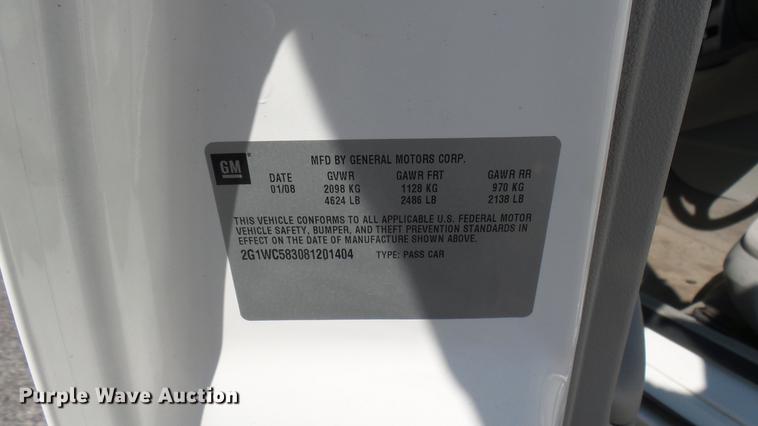 GM
MFD BY GENERAL MOTORS CORP.
DATE GVWR GAWR FRT GAWR RR
01/08 2098 KG 1128 KG 970 KG
4624 LB 2486 LB 2138 LB
THIS VEHICLE CONFORMS TO ALL APPLICABLE U.S. FEDERAL MOTOR
VEHICLE SAFETY, BUMPER, AND THEFT PREVENTION STANDARDS IN
EFFECT ON THE DATE OF MANUFACTURE SHOWN ABOVE.
2G1WC583081201404 TYPE: PASS CAR
Purple Wave Auction